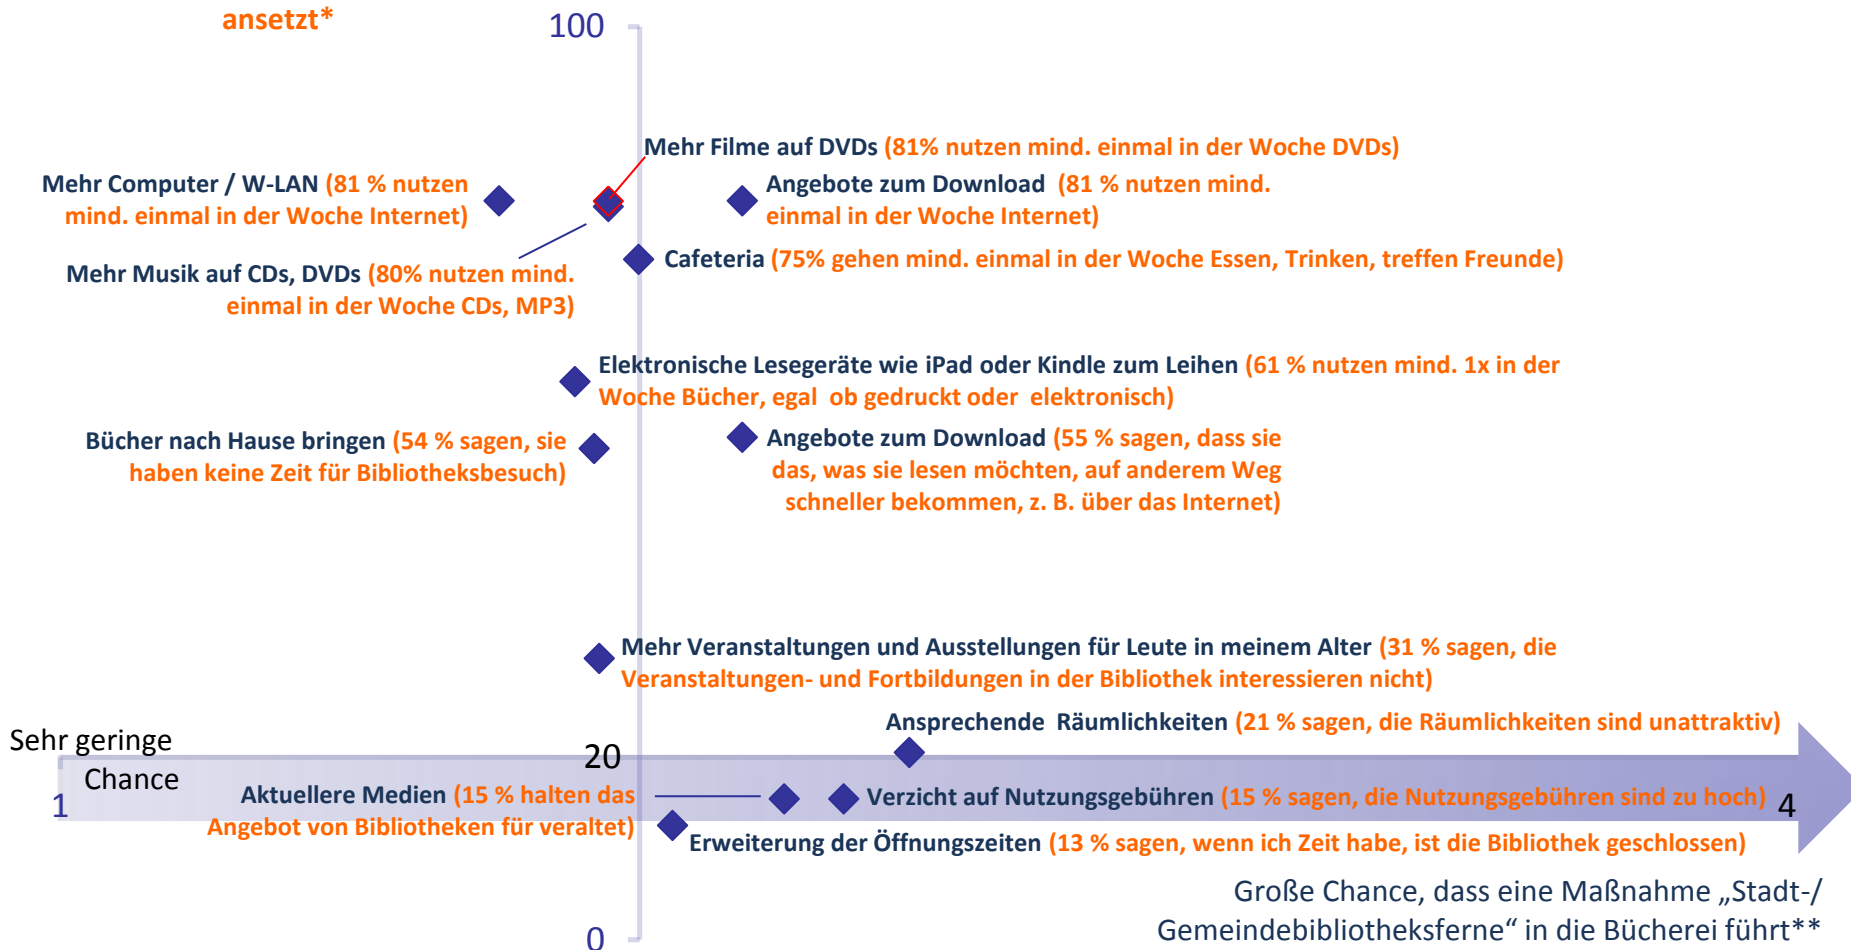 ansetzt*
100
Mehr Filme auf DVDs (81% nutzen mind. einmal in der Woche DVDs)
Mehr Computer / W-LAN (81 % nutzen
mind. einmal in der Woche Internet)
Angebote zum Download (81 % nutzen mind.
einmal in der Woche Internet)
Cafeteria (75% gehen mind. einmal in der Woche Essen, Trinken, treffen Freunde)
Mehr Musik auf CDs, DVDs (80% nutzen mind.
einmal in der Woche CDs, MP3)
Elektronische Lesegeräte wie iPad oder Kindle zum Leihen (61 % nutzen mind. 1x in der
Woche Bücher, egal ob gedruckt oder elektronisch)
Bücher nach Hause bringen (54 % sagen, sie
haben keine Zeit für Bibliotheksbesuch)
Angebote zum Download (55 % sagen, dass sie
das, was sie lesen möchten, auf anderem Weg
schneller bekommen, z. B. über das Internet)
Mehr Veranstaltungen und Ausstellungen für Leute in meinem Alter (31 % sagen, die
Veranstaltungen- und Fortbildungen in der Bibliothek interessieren nicht)
Ansprechende Räumlichkeiten (21 % sagen, die Räumlichkeiten sind unattraktiv)
Sehr geringe
Chance
20
1
Aktuellere Medien (15 % halten das
Angebot von Bibliotheken für veraltet)
Verzicht auf Nutzungsgebühren (15 % sagen, die Nutzungsgebühren sind zu hoch)
4
Erweiterung der Öffnungszeiten (13 % sagen, wenn ich Zeit habe, ist die Bibliothek geschlossen)
Große Chance, dass eine Maßnahme „Stadt-/
Gemeindebibliotheksferne“ in die Bücherei führt**
0